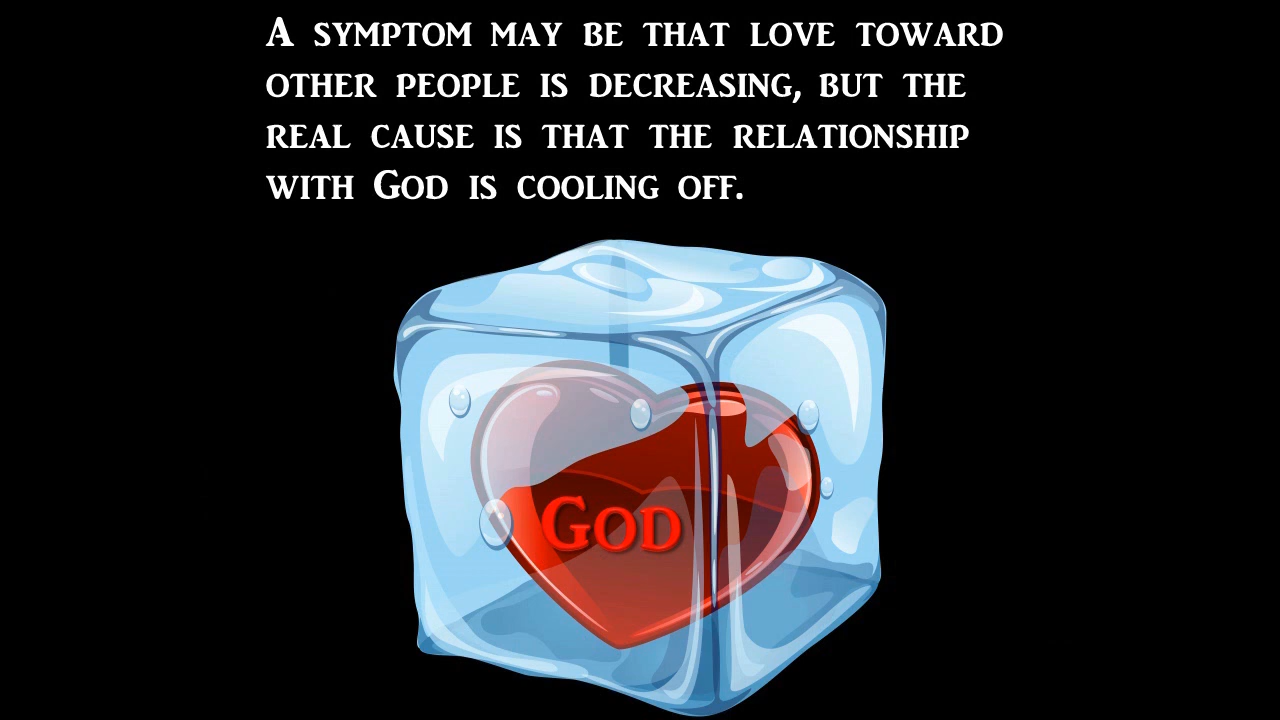 A symptom may be that love toward
other people is decreasing, but the
real cause is that the relationship
with God is cooling off.
God